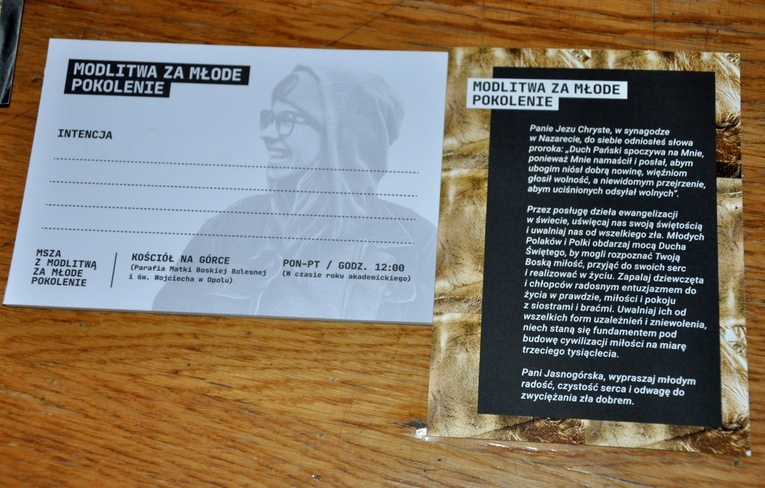 MODLITWA ZA MŁODE
POKOLENIE
INTENCJA
MSZA
Z MODLITWĄ
ZA MŁODE
POKOLENIE
KOŚCIÓŁ NA GÓRCE
(Parafia Matki Boskiej Bolesnej
i św. Wojciecha w Opolu)
PON-PT / GODZ. 12:00
(W czasie roku akademickiego)
MODLITWA ZA MŁODE
POKOLENIE
Panie Jezu Chryste, w synagodze
w Nazarecie, do siebie odniosłeś słowa
proroka: „Duch Pański spoczywa na Mnie,
ponieważ Mnie namaścił i posłał, abym
ubogim niósł dobrą nowinę, więźniom
głosił wolność, a niewidomym przejrzenie,
abym uciśnionych odsyłał wolnych”.
Przez posługę dzieła ewangelizacji
w świecie, uświęcaj nas swoją świętością
i uwalniaj nas od wszelkiego zła. Młodych
Polaków i Polki obdarzaj mocą Ducha
Świętego, by mogli rozpoznać Twoją
Boską miłość, przyjąć do swoich serc
i realizować w życiu. Zapalaj dziewczęta
i chłopców radosnym entuzjazmem do
życia w prawdzie, miłości i pokoju
z siostrami i braćmi. Uwalniaj ich od
wszelkich form uzależnień i zniewolenia,
niech staną się fundamentem pod
budowę cywilizacji miłości na miarę
trzeciego tysiąclecia.
Pani Jasnogórska, wypraszaj młodym
radość, czystość serca i odwagę do
zwyciężania zła dobrem.